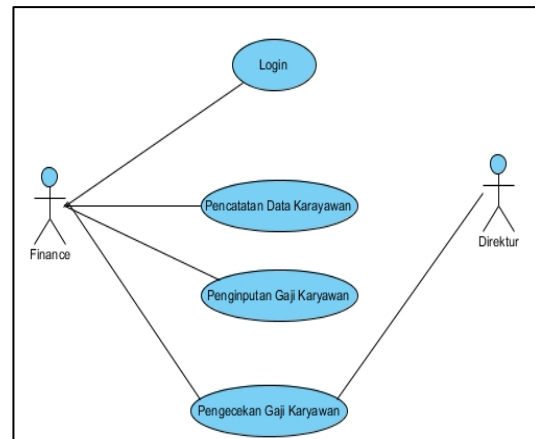 Login
Finance
Pencatatan Data Karayawan
Direktur
Penginputan Gaji Karyawan
Pengecekan Gaji Karyawan